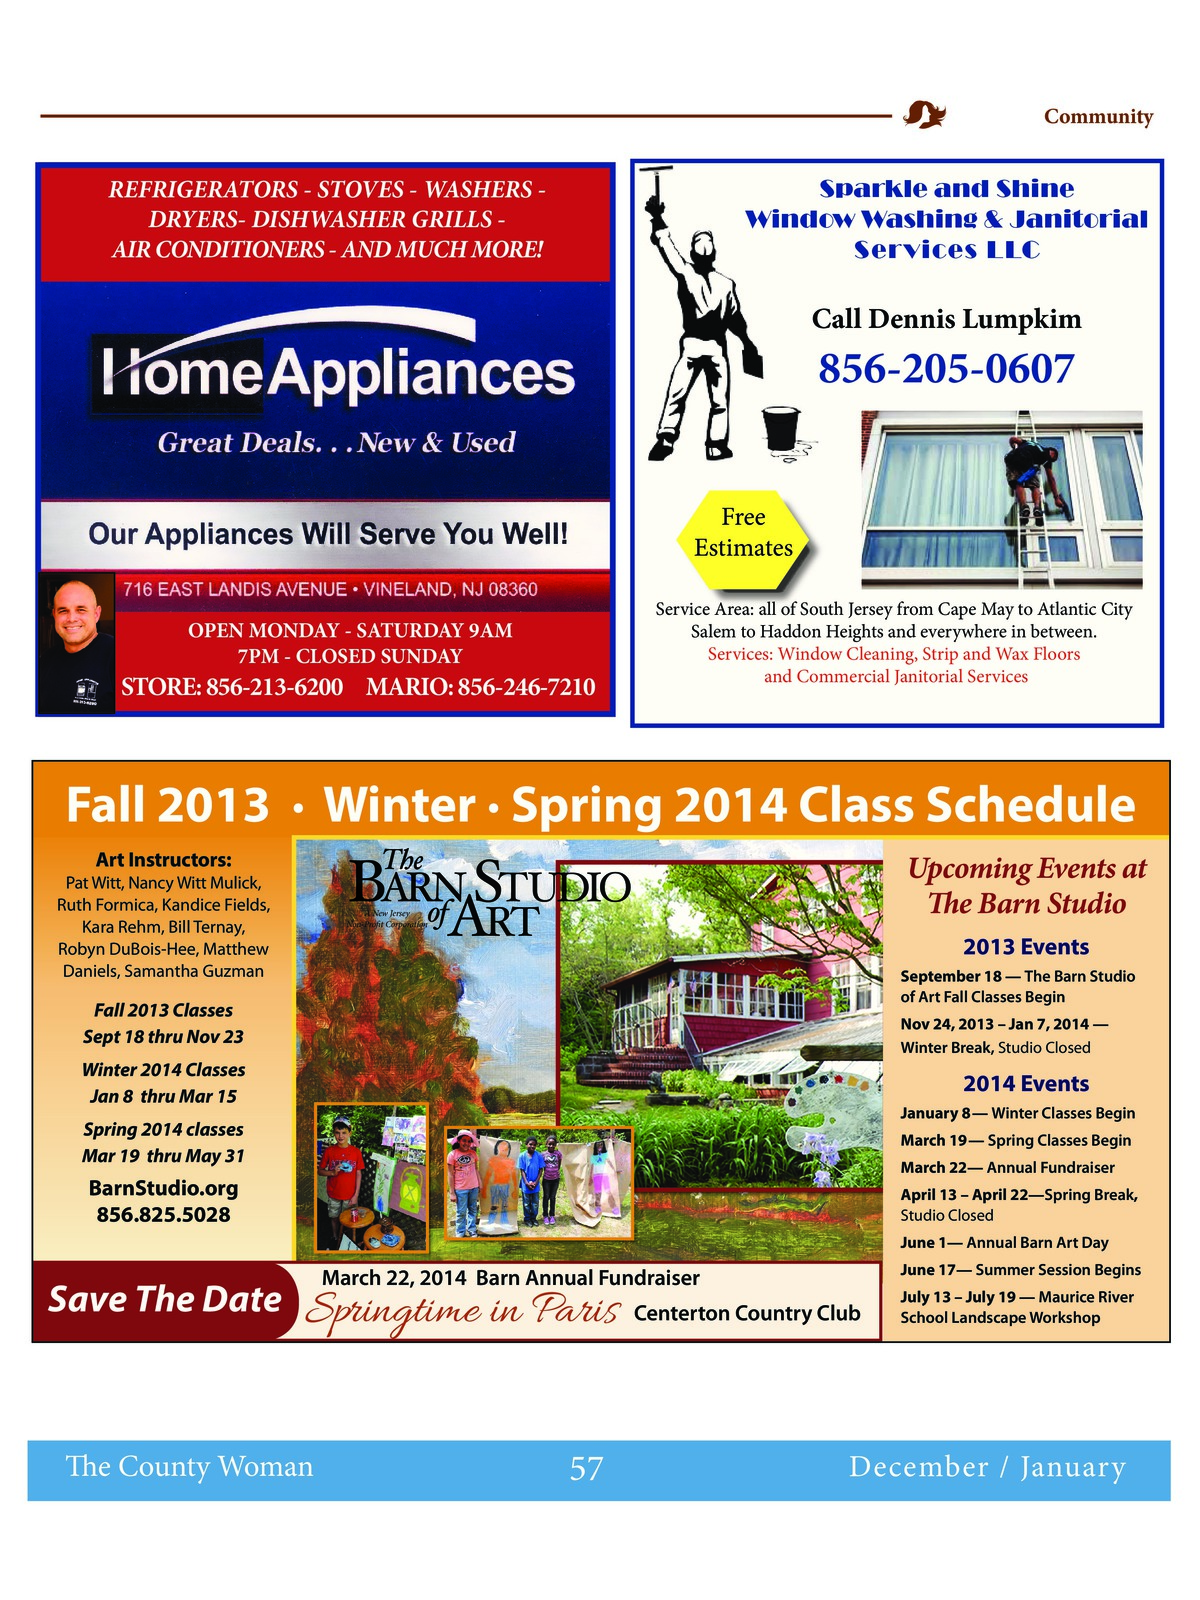 Community
REFRIGERATORS - STOVES - WASHERS -
DRYERS- DISHWASHER GRILLS -
AIR CONDITIONERS - AND MUCH MORE!
HomeAppliances
Great Deals. . . New & Used
Our Appliances Will Serve You Well!
716 EAST LANDIS AVENUE • VINELAND, NJ 08360
OPEN MONDAY - SATURDAY 9AM
7PM - CLOSED SUNDAY
STORE: 856-213-6200 MARIO: 856-246-7210
Sparkle and Shine
Window Washing & Janitorial
Services LLC
Call Dennis Lumpkim
856-205-0607
Free
Estimates
Service Area: all of South Jersey from Cape May to Atlantic City
Salem to Haddon Heights and everywhere in between.
Services: Window Cleaning, Strip and Wax Floors
and Commercial Janitorial Services
Fall 2013 · Winter · Spring 2014 Class Schedule
Art Instructors:
Pat Witt, Nancy Witt Mulick,
Ruth Formica, Kandice Fields,
Kara Rehm, Bill Ternay,
Robyn DuBois-Hee, Matthew
Daniels, Samantha Guzman
Fall 2013 Classes
Sept 18 thru Nov 23
Winter 2014 Classes
Jan 8 thru Mar 15
Spring 2014 classes
Mar 19 thru May 31
BarnStudio.org
856.825.5028
The
BARN STUDIO
of ART
A New Jersey
Non-Profit Corporation
Upcoming Events at
The Barn Studio
2013 Events
September 18 — The Barn Studio
of Art Fall Classes Begin
Nov 24, 2013 – Jan 7, 2014 —
Winter Break, Studio Closed
2014 Events
January 8— Winter Classes Begin
March 19— Spring Classes Begin
March 22— Annual Fundraiser
April 13 – April 22—Spring Break,
Studio Closed
June 1— Annual Barn Art Day
June 17— Summer Session Begins
July 13 – July 19 — Maurice River
School Landscape Workshop
Save The Date
March 22, 2014 Barn Annual Fundraiser
Springtime in Paris Centerton Country Club
The County Woman
57
December / January